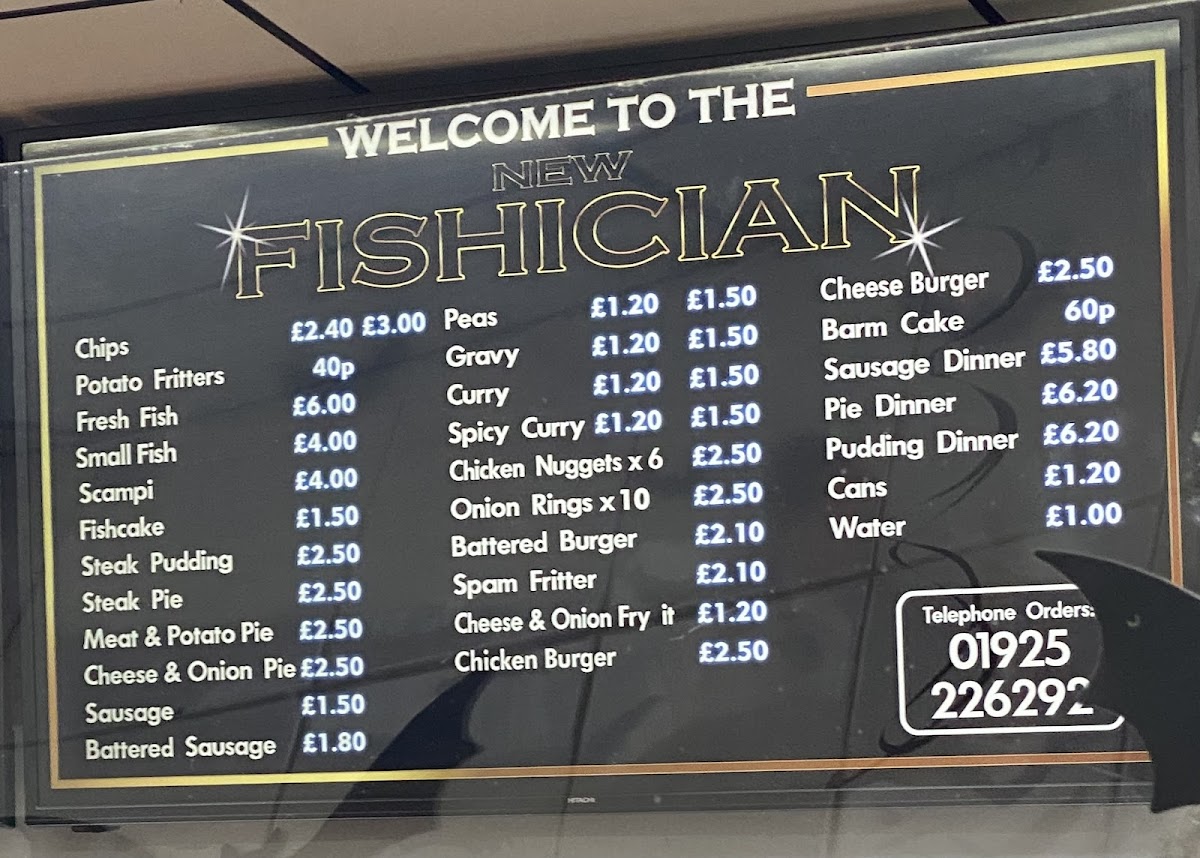 WELCOME TO THE
NEW
FISHICIAN
Chips £2.40 £3.00
Potato Fritters 40p
Fresh Fish £6.00
Small Fish £4.00
Scampi £4.00
Fishcake £1.50
Steak Pudding £2.50
Steak Pie £2.50
Meat & Potato Pie £2.50
Cheese & Onion Pie £2.50
Sausage £1.50
Battered Sausage £1.80
Peas £1.20 £1.50
Gravy £1.20 £1.50
Curry £1.20 £1.50
Spicy Curry £1.20 £1.50
Chicken Nuggets x 6 £2.50
Onion Rings x 10 £2.50
Battered Burger £2.10
Spam Fritter £2.10
Cheese & Onion Fry it £1.20
Chicken Burger £2.50
Cheese Burger £2.50
Barm Cake 60p
Sausage Dinner £5.80
Pie Dinner £6.20
Pudding Dinner £6.20
Cans £1.20
Water £1.00
Telephone Orders:
01925
226292
HITACHI